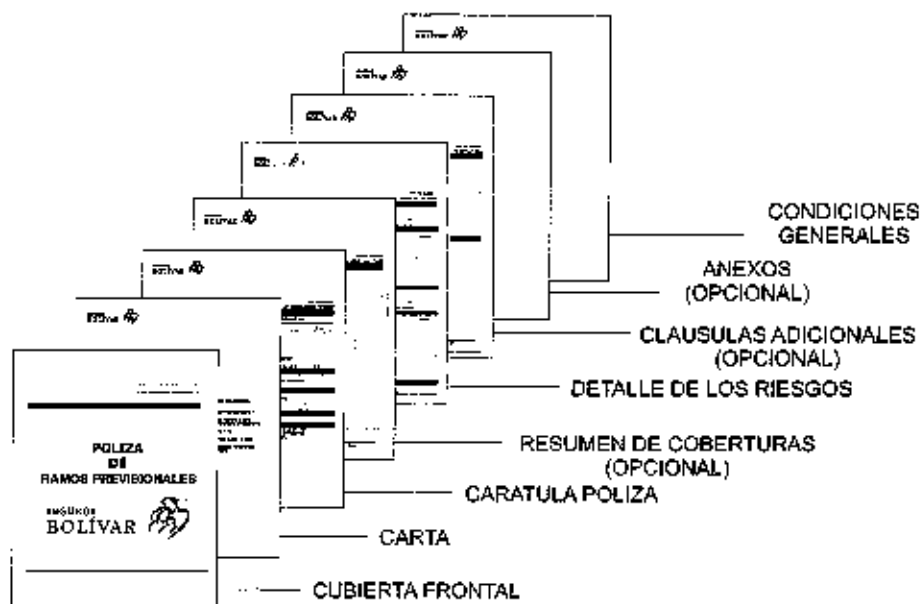 CONDICIONES
GENERALES
ANEXOS
(OPCIONAL)
CLAUSULAS ADICIONALES
(OPCIONAL)
DETALLE DE LOS RIESGOS
RESUMEN DE COBERTURAS
(OPCIONAL)
CARATULA POLIZA
CARTA
CUBIERTA FRONTAL
POLIZA
DE
RAMOS PREVISIONALES
SEGUROS
BOLÍVAR